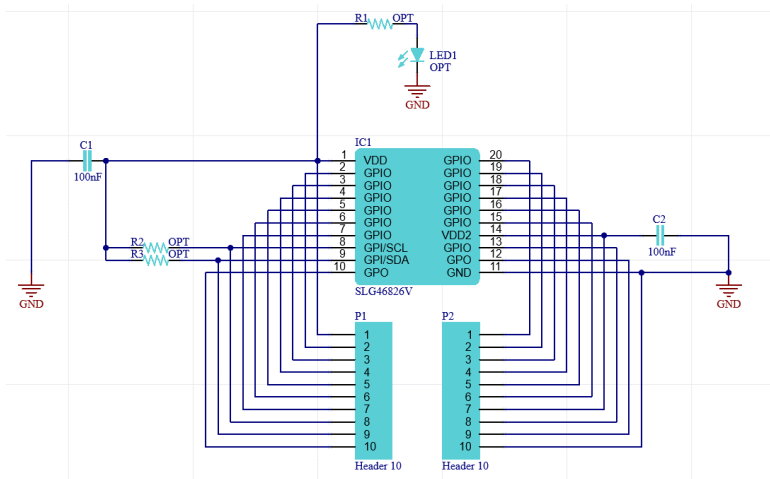 R1 OPT
LED1
OPT
GND
IC1
C1
100nF
1 VDD GPIO 20
2 GPIO GPIO 19
3 GPIO GPIO 18
4 GPIO GPIO 17
5 GPIO GPIO 16
6 GPIO GPIO 15
7 GPIO VDD2 14
8 GPI/SCL GPIO 13
9 GPI/SDA GPO 12
10 GPO GND 11
SLG46826V
R2 OPT
R3 OPT
C2
100nF
GND
GND
P1 P2
1 1
2 2
3 3
4 4
5 5
6 6
7 7
8 8
9 9
10 10
Header 10 Header 10